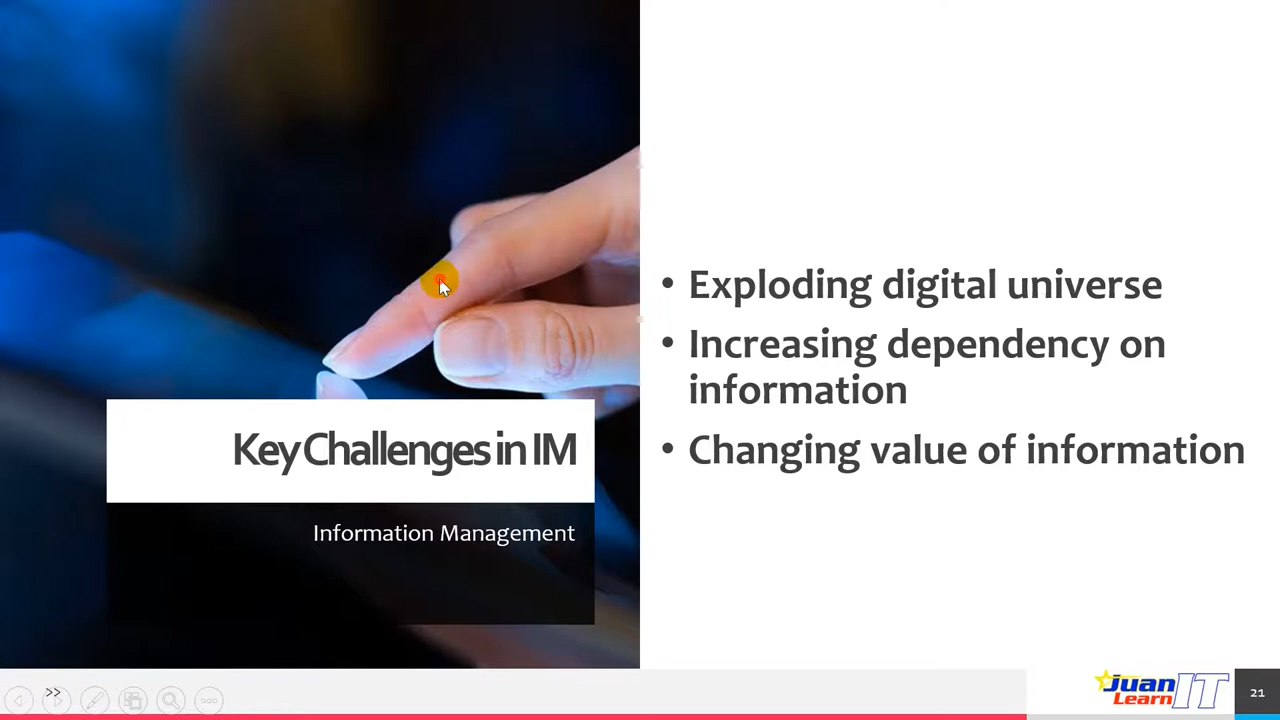 Key Challenges in IM
Information Management
• Exploding digital universe
• Increasing dependency on
information
• Changing value of information
>>
Juan
Learn
IT
21